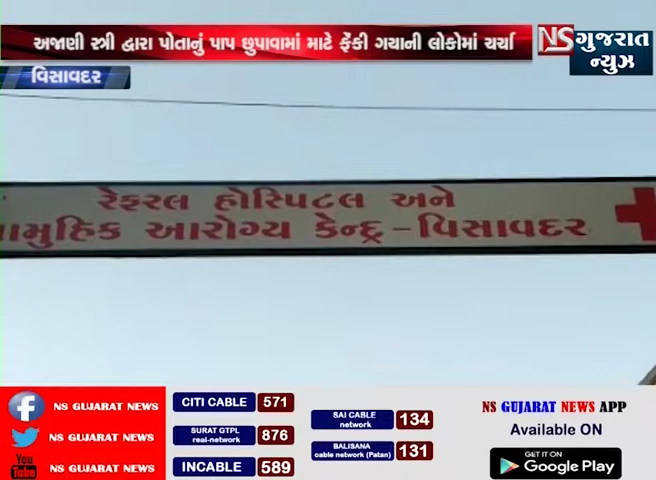 અજાણી સ્ત્રી દ્વારા પોતાનું પાપ છુપાવામાં માટે ફેંકી ગયાની લોકોમાં ચર્ચા
NS ગુજરાત
ન્યુઝ
વિસાવદર
રેફરલ હોસ્પિટલ અને
સામુહિક આરોગ્ય કેન્દ્ર - વિસાવદર
f NS GUJARAT NEWS
NS GUJARAT NEWS
You Tube NS GUJARAT NEWS
CITI CABLE 571
SURAT GTPL real-network 876
INCABLE 589
SAI CABLE network 134
BALISANA cable network (Patan) 131
NS GUJARAT NEWS APP
Available ON
GET IT ON
Google Play